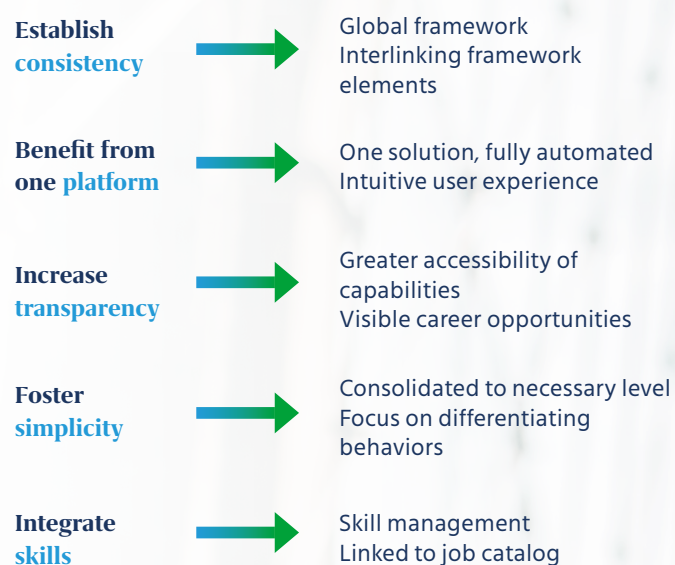 Establish
consistency
Global framework
Interlinking framework
elements
Benefit from
one platform
One solution, fully automated
Intuitive user experience
Increase
transparency
Greater accessibility of
capabilities
Visible career opportunities
Foster
simplicity
Consolidated to necessary level
Focus on differentiating
behaviors
Integrate
skills
Skill management
Linked to job catalog